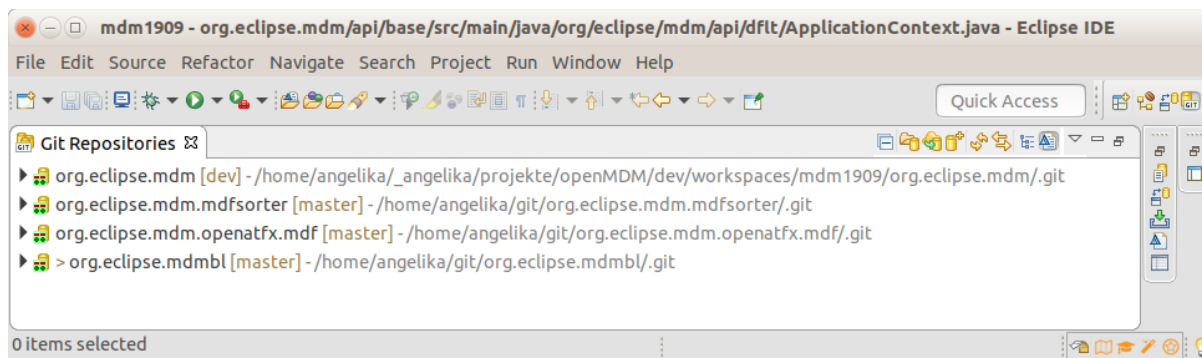 mdm1909 - org.eclipse.mdm/api/base/src/main/java/org/eclipse/mdm/api/dflt/ApplicationContext.java - Eclipse IDE
File Edit Source Refactor Navigate Search Project Run Window Help
Quick Access
Git Repositories
org.eclipse.mdm [dev] - /home/angelika/_angelika/projekte/openMDM/dev/workspaces/mdm1909/org.eclipse.mdm/.git
org.eclipse.mdm.mdfsorter [master] - /home/angelika/git/org.eclipse.mdm.mdfsorter/.git
org.eclipse.mdm.openatfx.mdf [master] - /home/angelika/git/org.eclipse.mdm.openatfx.mdf/.git
> org.eclipse.mdmbl [master] - /home/angelika/git/org.eclipse.mdmbl/.git
0 items selected